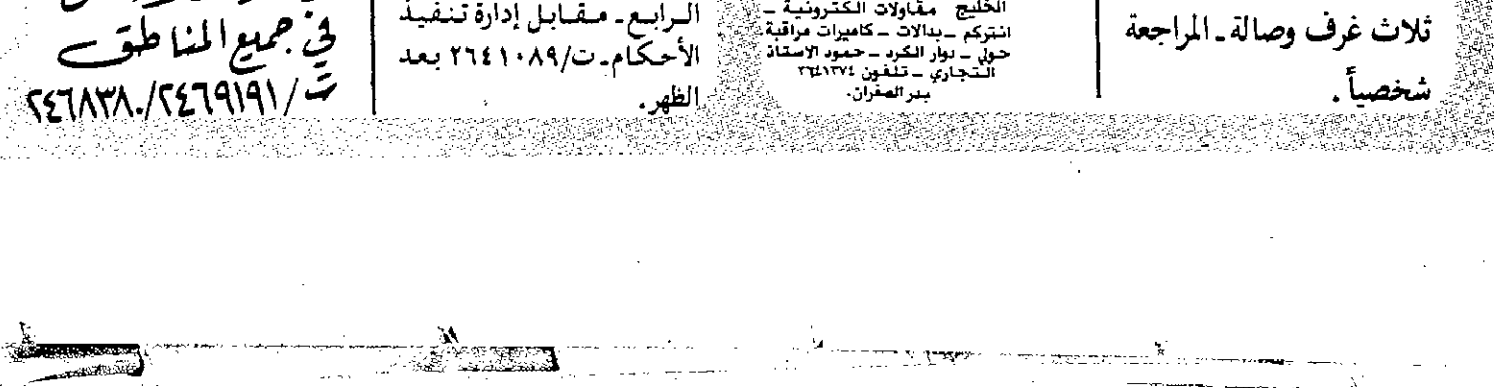 ثلاث غرف وصالة ـ المراجعة
شخصياً .
الخليج مقاولات الكترونية ـ
انتركم ـ بدالات ـ كاميرات مراقبة
حولي ـ دوار الكرد ـ حمود الاستاذ
التجاري ـ تلفون ٢٦٤١٣٧٤
بدر الصفران.
الرابع ـ مقابل إدارة تنفيذ
الأحكام ـ ت/٢٦٤١٠٨٩ بعد
الظهر.
في جميع المناطق
ت/٢٤٦٩١٩١/٢٤٦٨٣٨٠